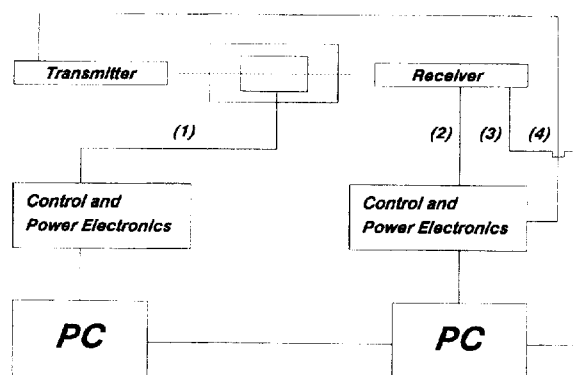 Transmitter
Receiver
(1)
(2)
(3)
(4)
Control and
Power Electronics
Control and
Power Electronics
PC
PC